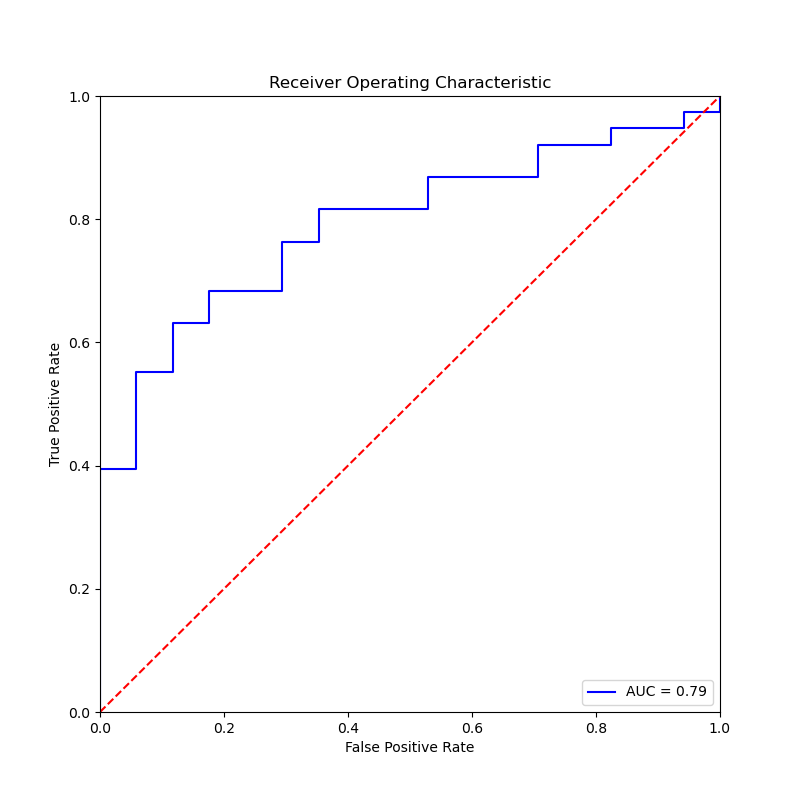 Receiver Operating Characteristic
True Positive Rate
1.0
0.8
0.6
0.4
0.2
0.0
AUC = 0.79
0.0 0.2 0.4 0.6 0.8 1.0
False Positive Rate